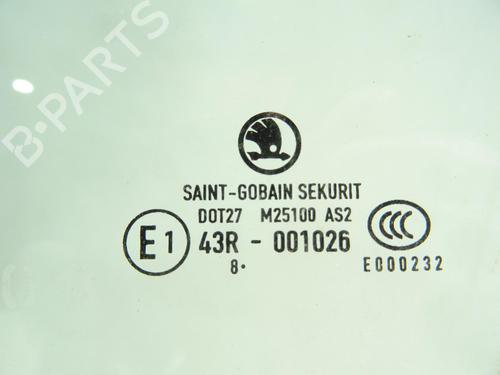 B-PARTS
SAINT-GOBAIN SEKURIT
DOT27 M25100 AS2
E1 43R - 001026 CCC
8• E000232